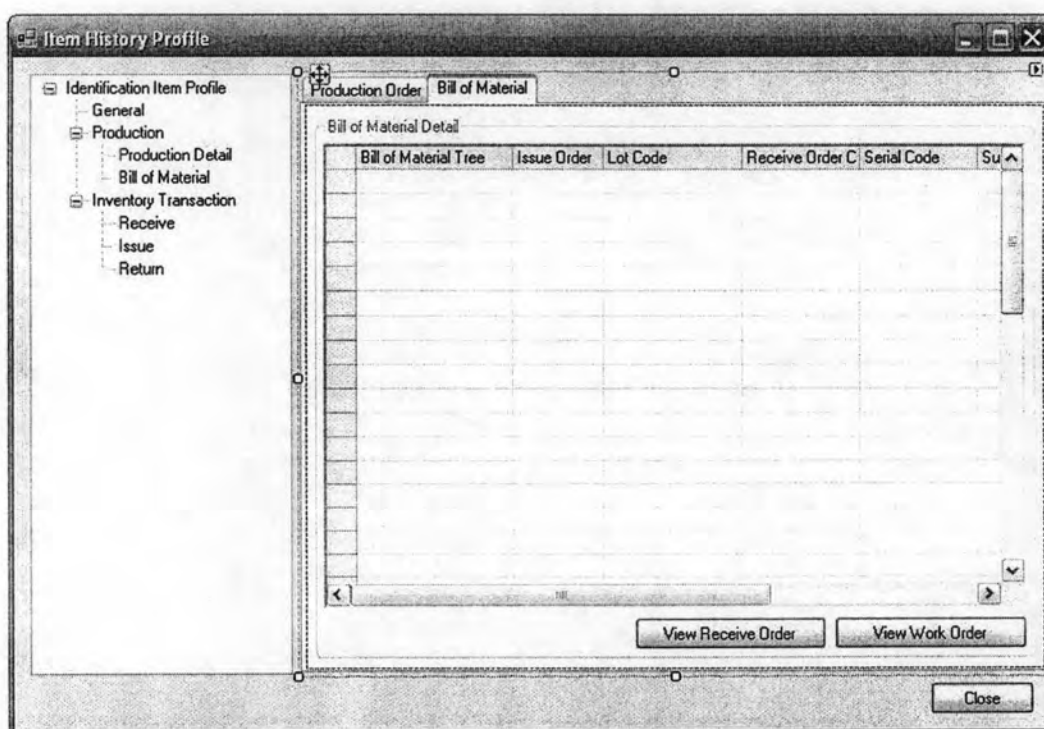 Item History Profile
Identification Item Profile
General
Production
Production Detail
Bill of Material
Inventory Transaction
Receive
Issue
Return
Production Order
Bill of Material
Bill of Material Detail
Bill of Material Tree Issue Order Lot Code Receive Order C Serial Code Su
View Receive Order View Work Order
Close